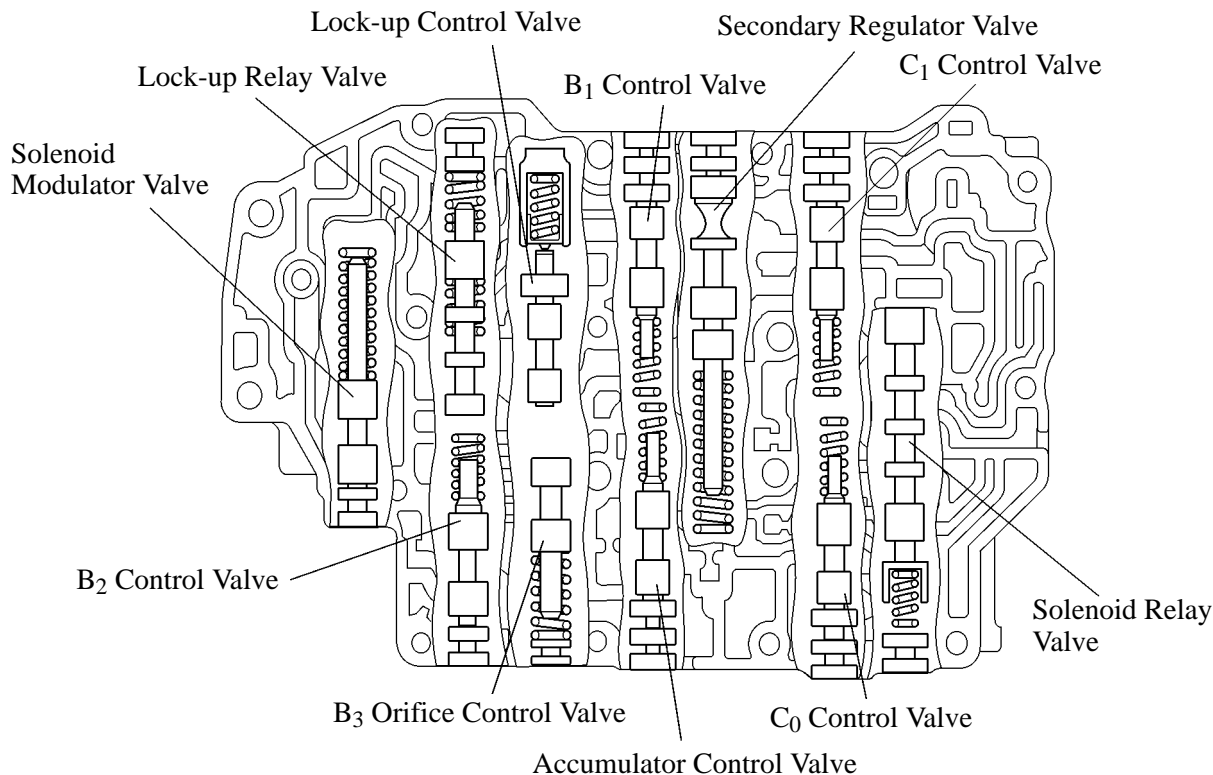 Lock-up Control Valve
Secondary Regulator Valve
Lock-up Relay Valve
B1 Control Valve
C1 Control Valve
Solenoid
Modulator Valve
B2 Control Valve
Solenoid Relay
Valve
B3 Orifice Control Valve
C0 Control Valve
Accumulator Control Valve